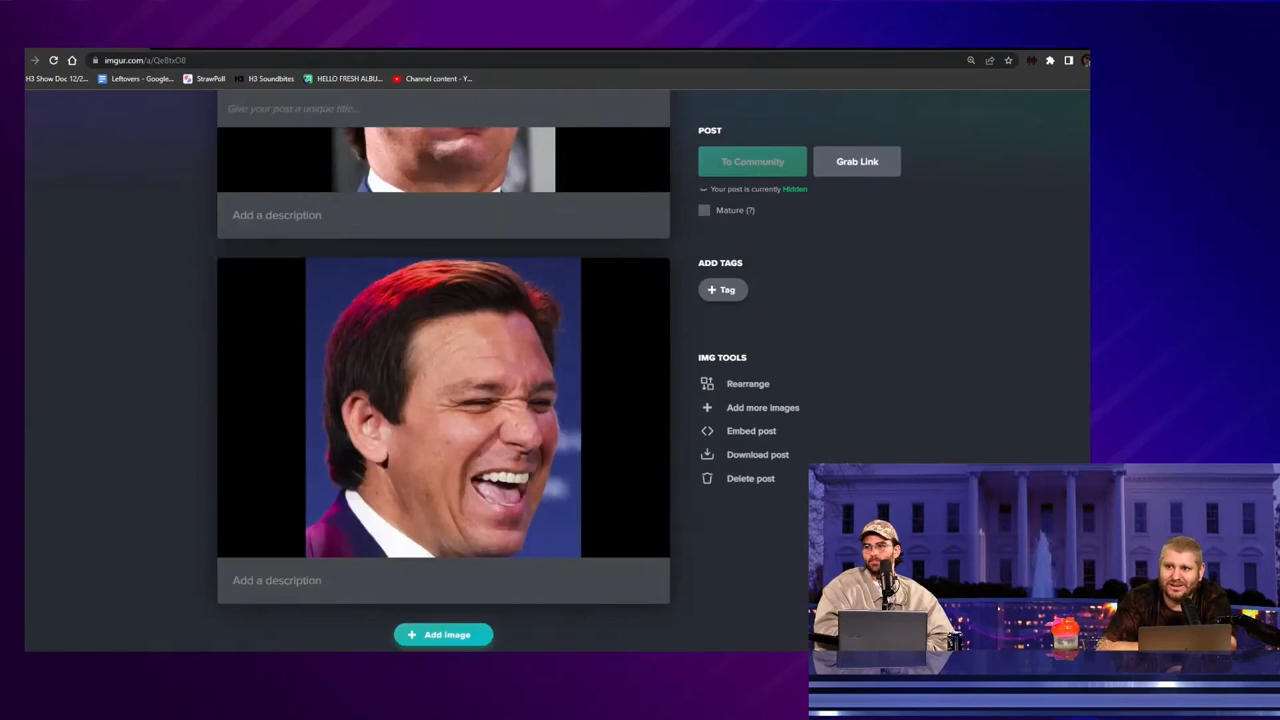 imgur.com/a/QeBtxO8
H3 Show Doc 12/2... Leftovers - Google... StrawPoll H3 Soundbites HELLO FRESH ALBU... Channel content - Y...
Give your post a unique title...
Add a description
Add a description
+ Add image
POST
To Community Grab Link
Your post is currently Hidden
Mature (?)
ADD TAGS
+ Tag
IMG TOOLS
Rearrange
Add more images
Embed post
Download post
Delete post